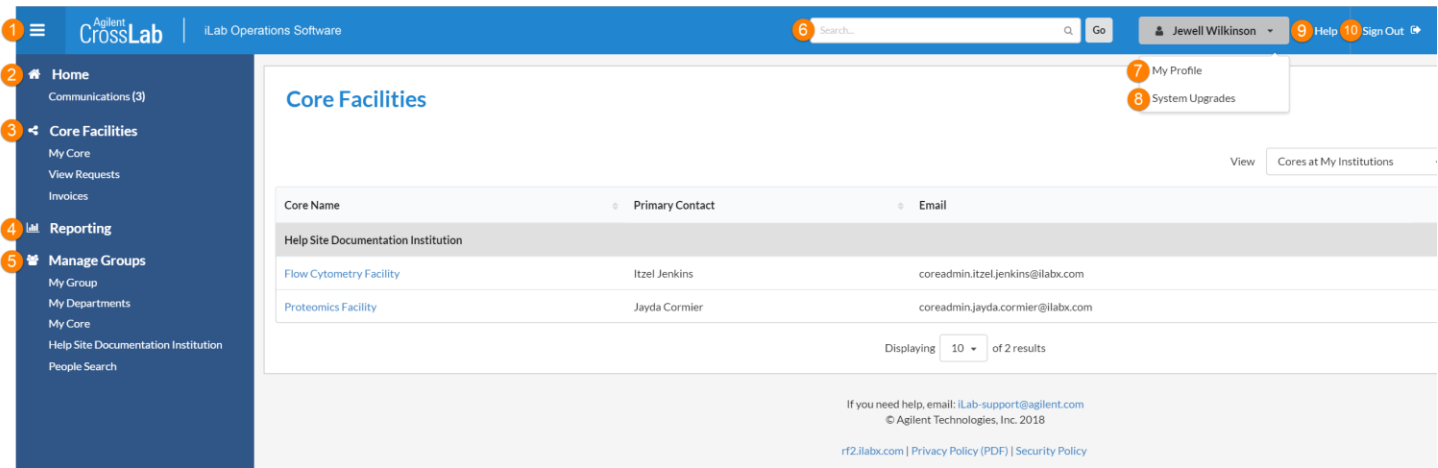 1 Agilent CrossLab iLab Operations Software 6 Search... Go Jewell Wilkinson 9 Help 10 Sign Out
7 My Profile
8 System Upgrades
2 Home
Communications (3)
3 Core Facilities
My Core
View Requests
Invoices
4 Reporting
5 Manage Groups
My Group
My Departments
My Core
Help Site Documentation Institution
People Search
Core Facilities
View Cores at My Institutions
Core Name Primary Contact Email
Help Site Documentation Institution
Flow Cytometry Facility Itzel Jenkins coreadmin.itzel.jenkins@ilabx.com
Proteomics Facility Jayda Cormier coreadmin.jayda.cormier@ilabx.com
Displaying 10 of 2 results
If you need help, email: iLab-support@agilent.com
© Agilent Technologies, Inc. 2018
rf2.ilabx.com | Privacy Policy (PDF) | Security Policy